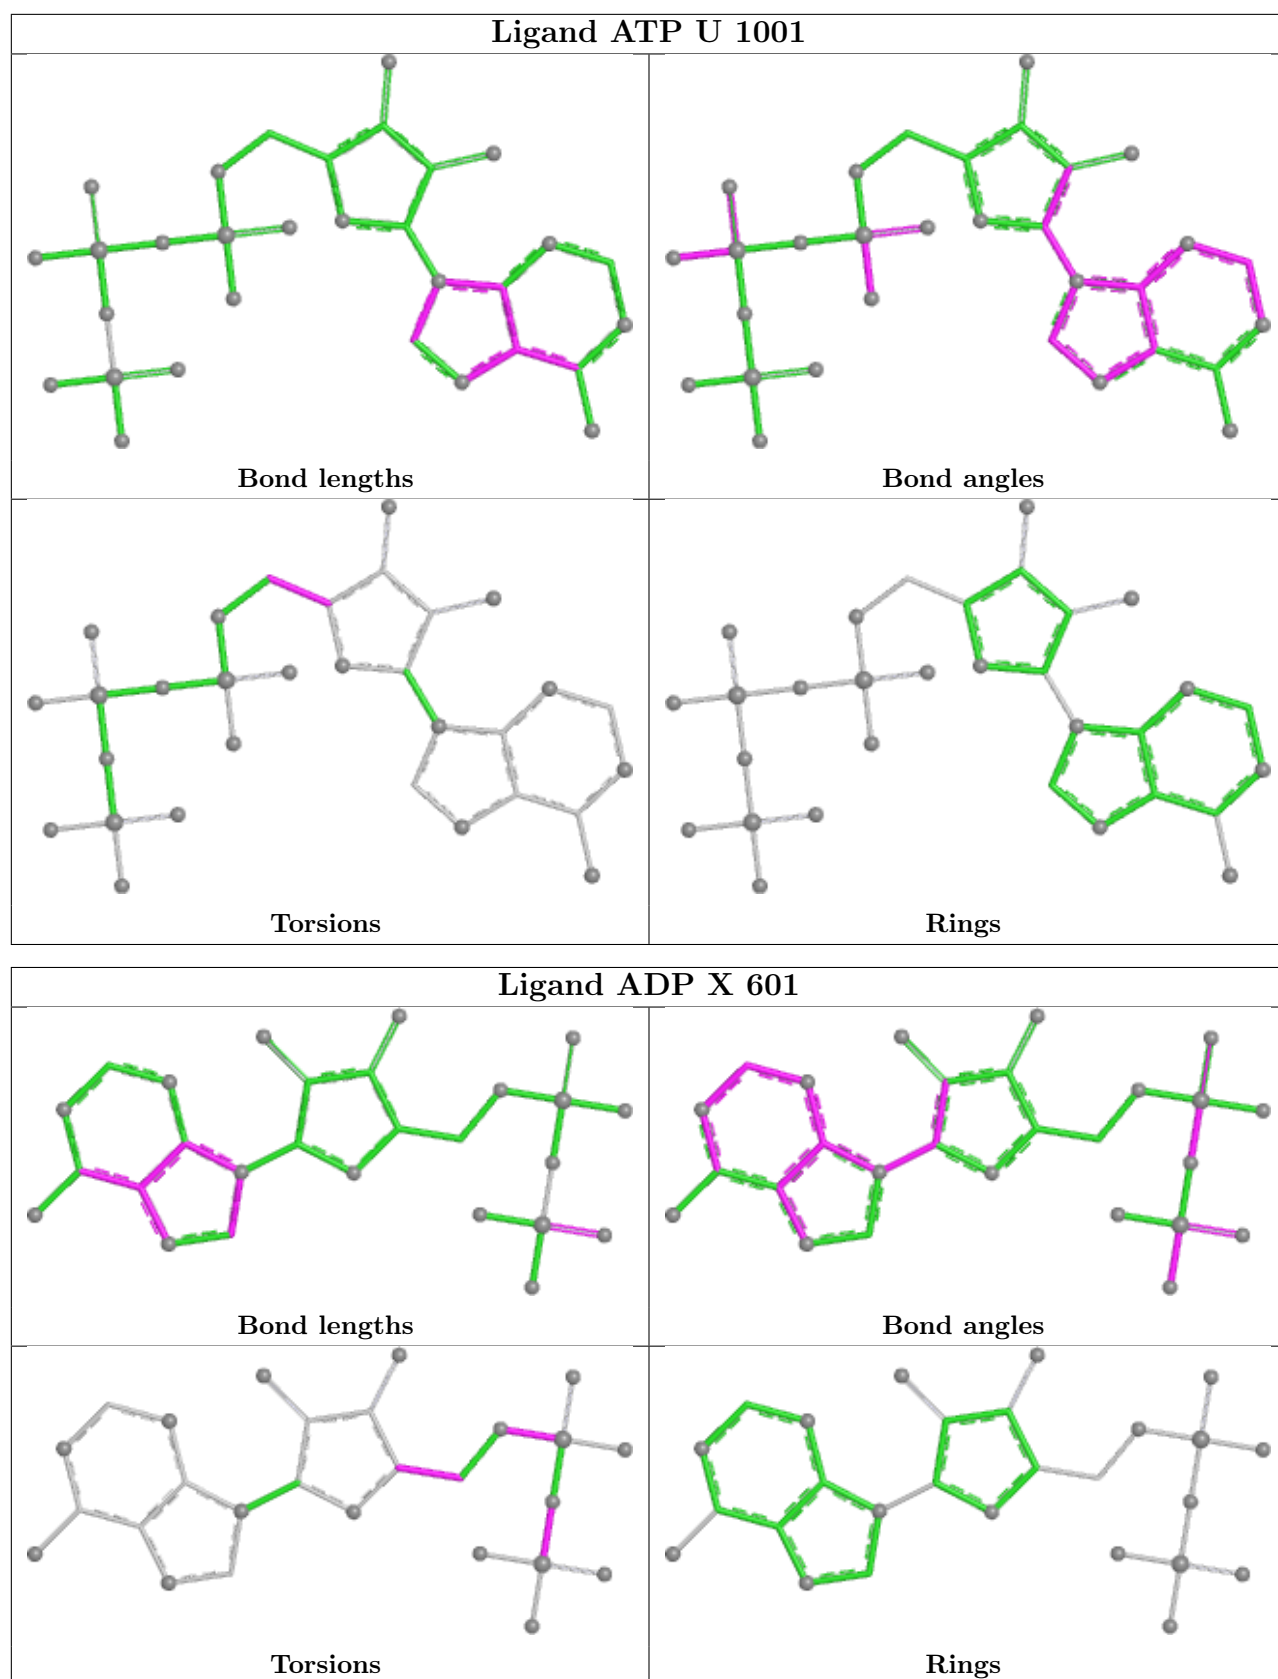 Ligand ATP U 1001
Bond lengths
Bond angles
Torsions
Rings
Ligand ADP X 601
Bond lengths
Bond angles
Torsions
Rings